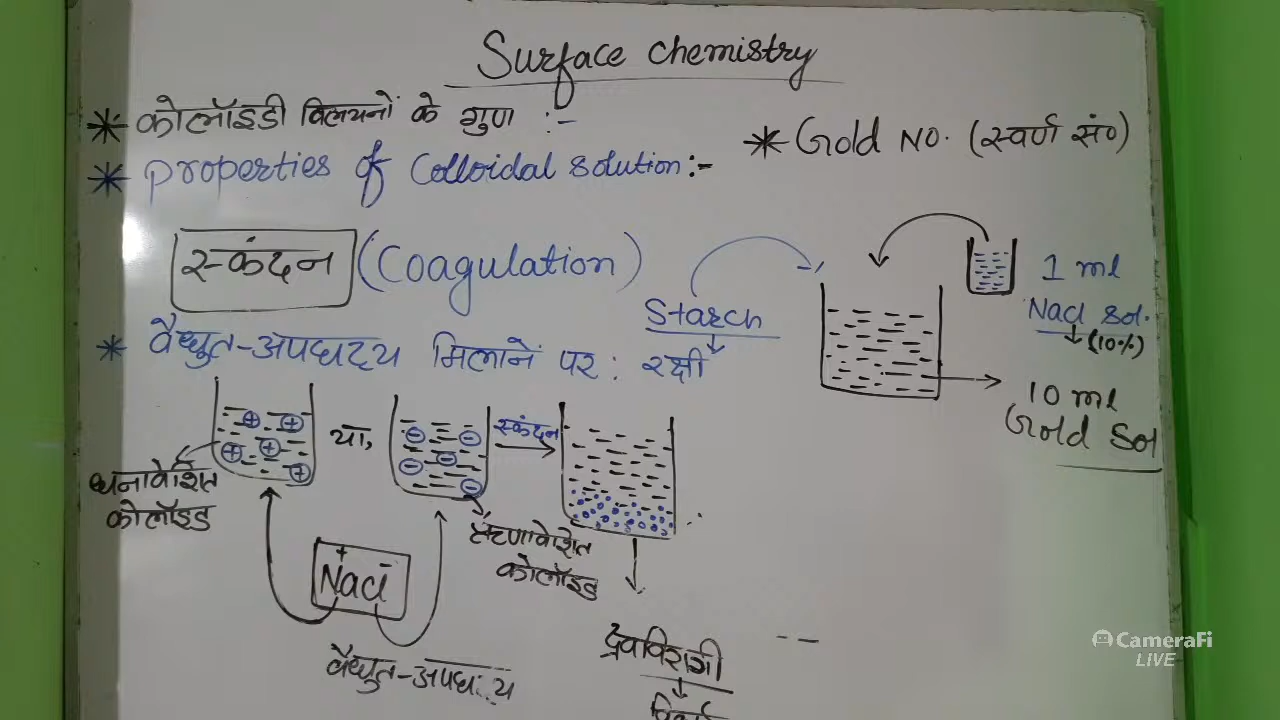 Surface chemistry
* कोलॉइडी विलयनों के गुण :-
* Properties of Colloidal solution:-
स्कंदन (Coagulation)
* वैद्युत-अपघट्य मिलाने पर :
धनावेशित
कोलॉइड
या,
स्कंदन
ऋणावेशित
कोलॉइड
NaCl
+ -
वैद्युत-अपघट्य
द्रवविरागी
* Gold No. (स्वर्ण सं०)
Starch
रक्षी
1 ml
NaCl sol.
(10%)
10 ml
Gold Sol
CameraFi
LIVE